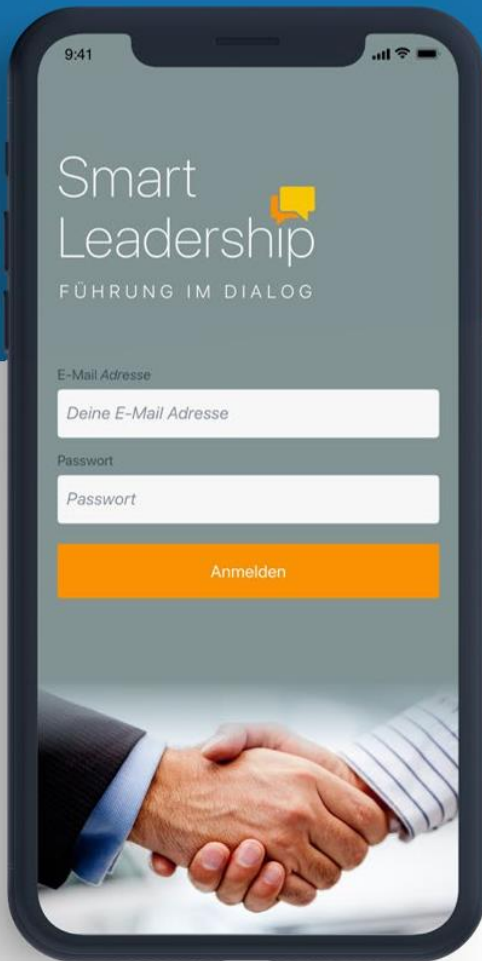 9:41
Smart
Leadership
FÜHRUNG IM DIALOG
E-Mail Adresse
Deine E-Mail Adresse
Passwort
Passwort
Anmelden